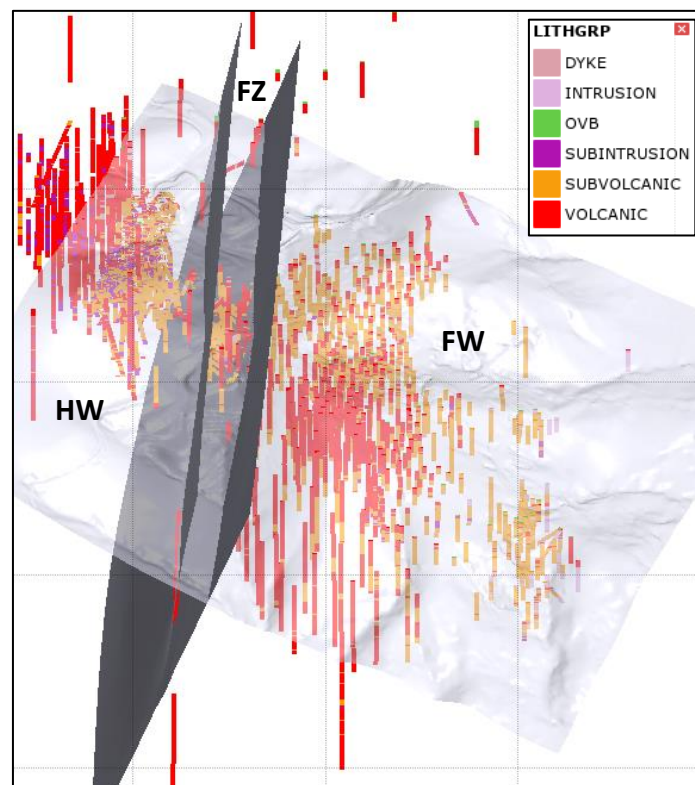 LITHGRP
DYKE
INTRUSION
OVB
SUBINTRUSION
SUBVOLCANIC
VOLCANIC
FZ
FW
HW